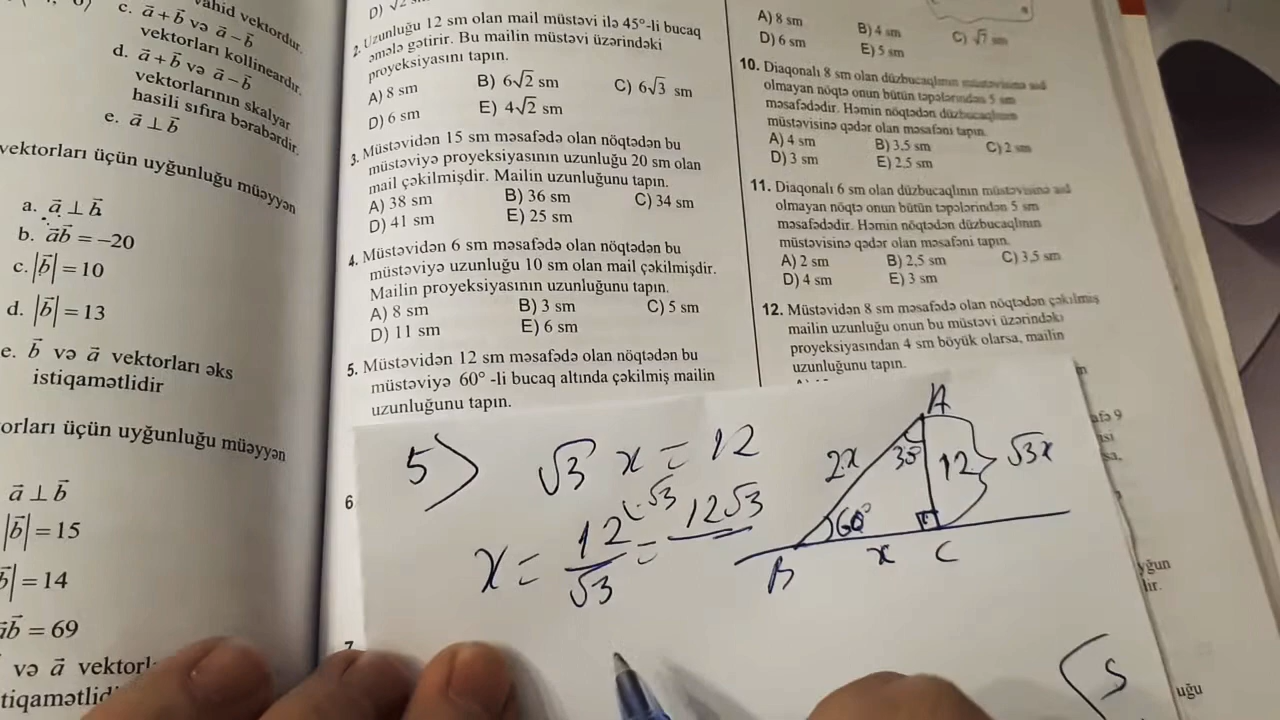 vahid vektordur.
c. a⃗+b⃗ və a⃗−b⃗
vektorları kollineardır.
d. a⃗+b⃗ və a⃗−b⃗
vektorlarının skalyar
hasili sıfıra bərabərdir.
e. a⃗⊥b⃗
vektorları üçün uyğunluğu müəyyən
a. a⃗⊥b⃗
b. a⃗b⃗=−20
c. |b⃗|=10
d. |b⃗|=13
e. b⃗ və a⃗ vektorları əks
istiqamətlidir
orları üçün uyğunluğu müəyyən
a⃗⊥b⃗
|b⃗|=15
b⃗|=14
a⃗b⃗=69
və a⃗ vektorl
tiqamətlid
D)
2. Uzunluğu 12 sm olan mail müstəvi ilə 45°-li bucaq
əmələ gətirir. Bu mailin müstəvi üzərindəki
proyeksiyasını tapın.
A) 8 sm B) 6√2 sm C) 6√3 sm
D) 6 sm E) 4√2 sm
3. Müstəvidən 15 sm məsafədə olan nöqtədən bu
müstəviyə proyeksiyasının uzunluğu 20 sm olan
mail çəkilmişdir. Mailin uzunluğunu tapın.
A) 38 sm B) 36 sm C) 34 sm
D) 41 sm E) 25 sm
4. Müstəvidən 6 sm məsafədə olan nöqtədən bu
müstəviyə uzunluğu 10 sm olan mail çəkilmişdir.
Mailin proyeksiyasının uzunluğunu tapın.
A) 8 sm B) 3 sm C) 5 sm
D) 11 sm E) 6 sm
5. Müstəvidən 12 sm məsafədə olan nöqtədən bu
müstəviyə 60°-li bucaq altında çəkilmiş mailin
uzunluğunu tapın.
6
7
A) 8 sm B) 4 sm C) √7 sm
D) 6 sm E) 5 sm
10. Diaqonalı 8 sm olan düzbucaqlının müstəvisinə aid
olmayan nöqtə onun bütün təpələrindən 5 sm
məsafədədir. Həmin nöqtədən düzbucaqlının
müstəvisinə qədər olan məsafəni tapın.
A) 4 sm B) 3,5 sm C) 2 sm
D) 3 sm E) 2,5 sm
11. Diaqonalı 6 sm olan düzbucaqlının müstəvisinə aid
olmayan nöqtə onun bütün təpələrindən 5 sm
məsafədədir. Həmin nöqtədən düzbucaqlının
müstəvisinə qədər olan məsafəni tapın.
A) 2 sm B) 2,5 sm C) 3,5 sm
D) 4 sm E) 3 sm
12. Müstəvidən 8 sm məsafədə olan nöqtədən çəkilmiş
mailin uzunluğu onun bu müstəvi üzərindəki
proyeksiyasından 4 sm böyük olarsa, mailin
uzunluğunu tapın.
afə 9
yğun
lir.
uğu
5) √3 x = 12
x = 12(·√3 / √3 = 12√3
A
2x 30° 12 √3x
60°
B x C
5